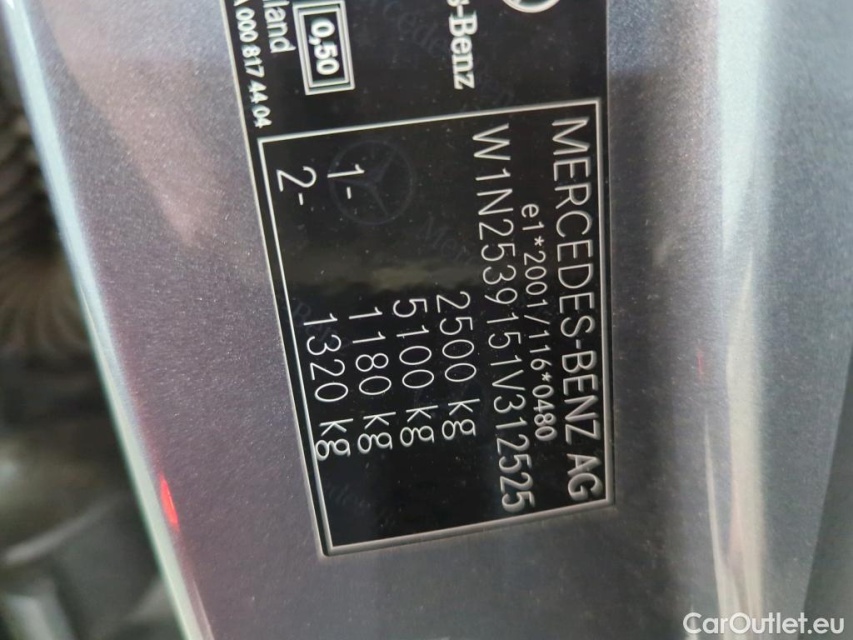 s-Benz
0,50
land
A 000 817 44 04
MERCEDES-BENZ AG
e1*2001/116*0480
W1N2539151V312525
2500 kg
5100 kg
1- 1180 kg
2- 1320 kg
CarOutlet.eu